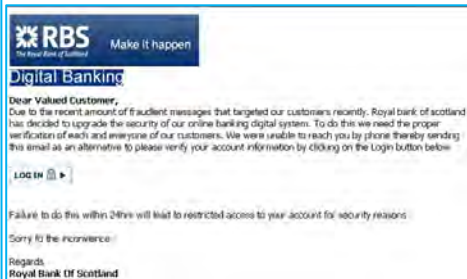 RBS
The Royal Bank of Scotland
Make it happen
Digital Banking
Dear Valued Customer,
Due to the recent amount of fraudlent messages that targeted our customers recently. Royal bank of scotland
has decided to upgrade the security of our online banking digital system. To do this we need the proper
verification of each and everyone of our customers. We were unable to reach you by phone thereby sending
this email as an alternative to please verify your account information by clicking on the Login button below
LOG IN
Failure to do this within 24hrs will lead to restricted access to your account for security reasons
Sorry fo the inconvience
Regards
Royal Bank Of Scotland